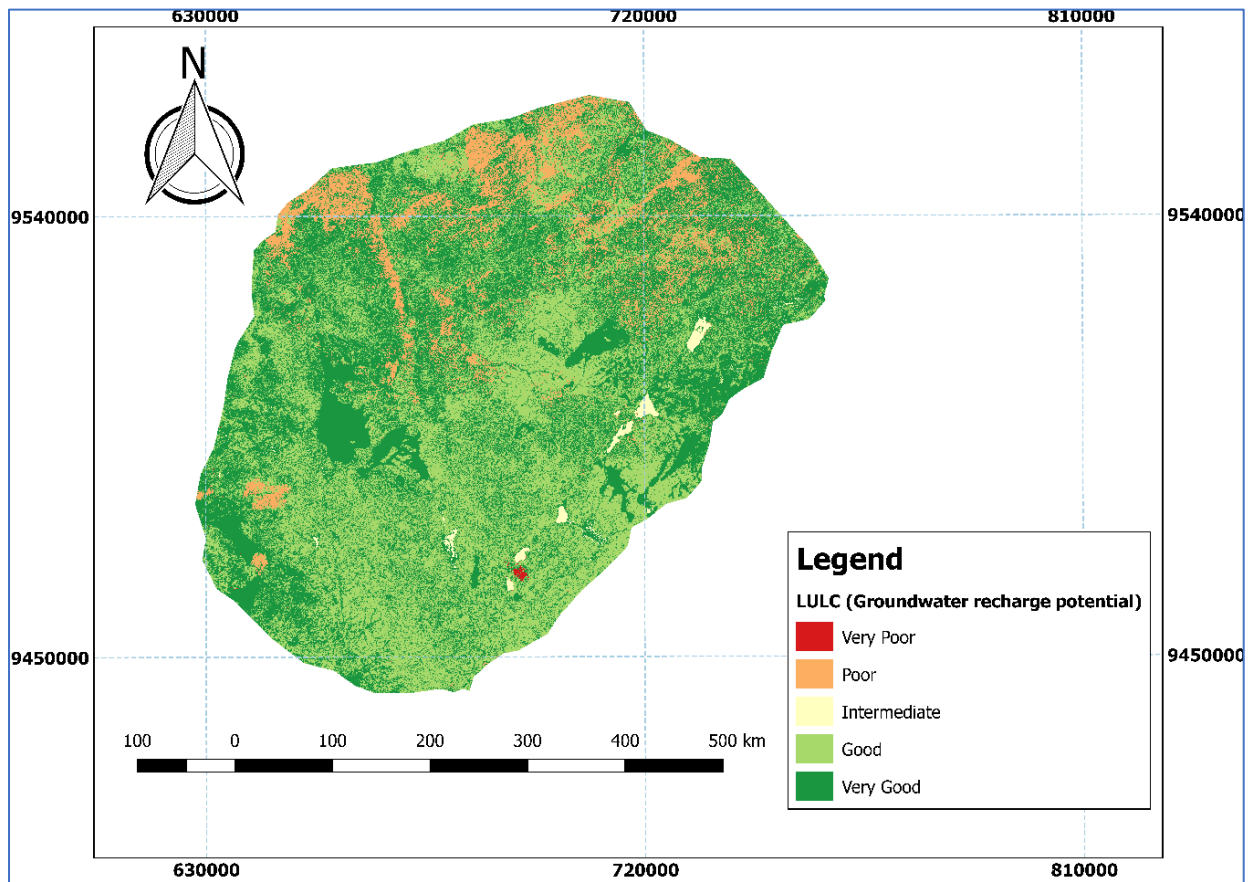 630000 720000 810000
N
9540000 9540000
Legend
LULC (Groundwater recharge potential)
Very Poor
Poor
Intermediate
Good
Very Good
9450000 9450000
100 0 100 200 300 400 500 km
630000 720000 810000